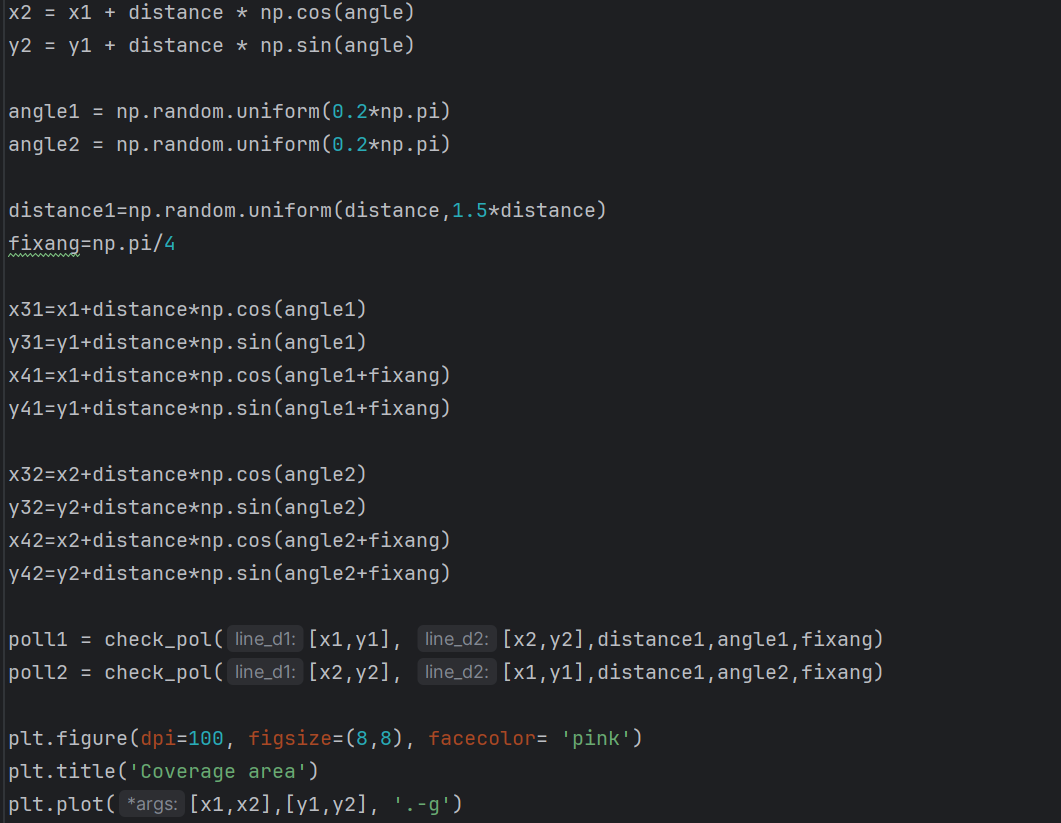 x2 = x1 + distance * np.cos(angle)
y2 = y1 + distance * np.sin(angle)
angle1 = np.random.uniform(0.2*np.pi)
angle2 = np.random.uniform(0.2*np.pi)
distance1=np.random.uniform(distance,1.5*distance)
fixang=np.pi/4
x31=x1+distance*np.cos(angle1)
y31=y1+distance*np.sin(angle1)
x41=x1+distance*np.cos(angle1+fixang)
y41=y1+distance*np.sin(angle1+fixang)
x32=x2+distance*np.cos(angle2)
y32=y2+distance*np.sin(angle2)
x42=x2+distance*np.cos(angle2+fixang)
y42=y2+distance*np.sin(angle2+fixang)
poll1 = check_pol( line_d1: [x1,y1], line_d2: [x2,y2],distance1,angle1,fixang)
poll2 = check_pol( line_d1: [x2,y2], line_d2: [x1,y1],distance1,angle2,fixang)
plt.figure(dpi=100, figsize=(8,8), facecolor= 'pink')
plt.title('Coverage area')
plt.plot( *args: [x1,x2],[y1,y2], '.-g')